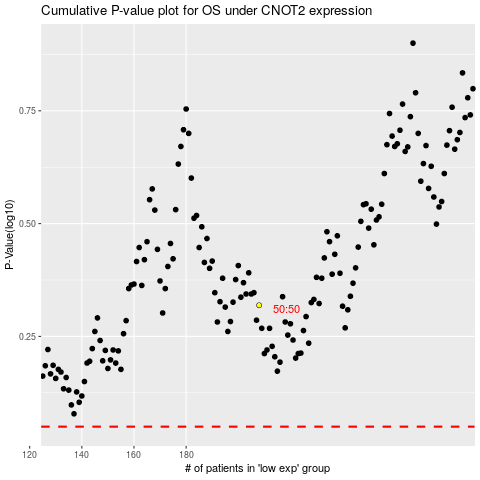 Cumulative P-value plot for OS under CNOT2 expression
P-Value(log10)
0.75
0.50
0.25
50:50
120 140 160 180
# of patients in 'low exp' group